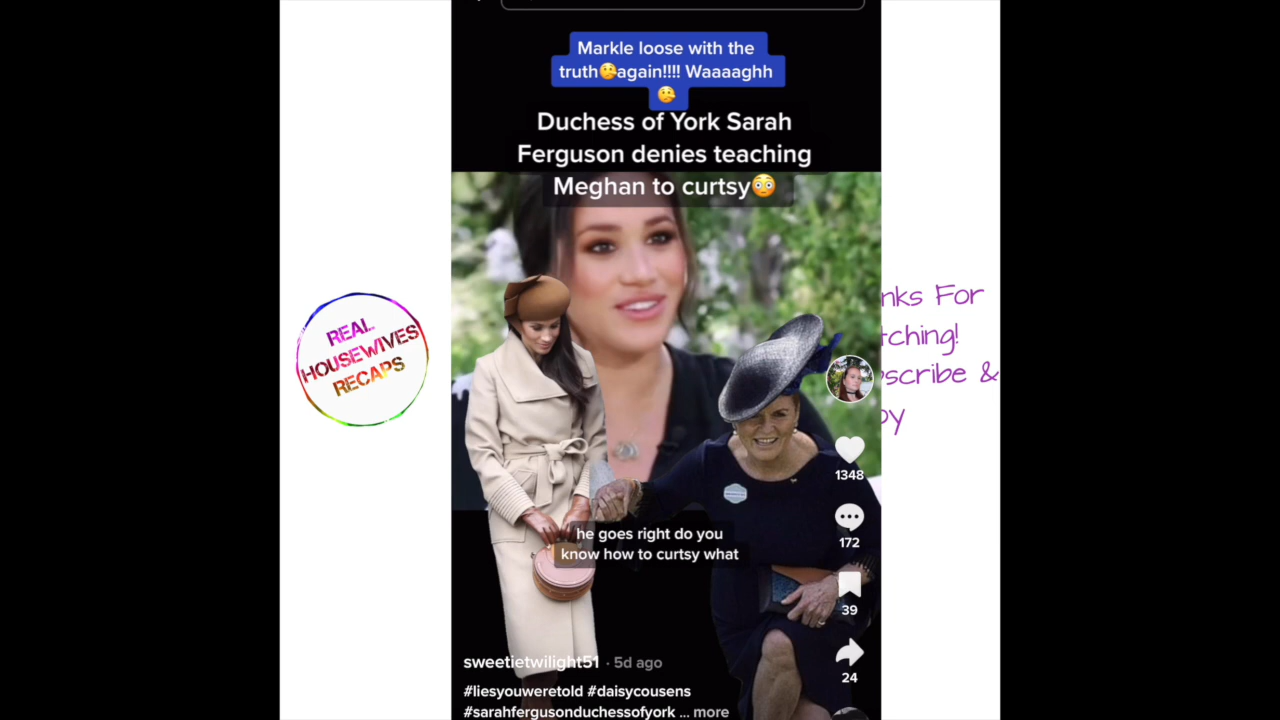 Markle loose with the
truth🤥again!!!! Waaaaghh
🤥
Duchess of York Sarah
Ferguson denies teaching
Meghan to curtsy😳
REAL
HOUSEWIVES
RECAPS
nks For
tching!
bscribe &
oy
1348
172
39
24
he goes right do you
know how to curtsy what
sweetietwilight51 · 5d ago
#liesyouweretold #daisycousens
#sarahfergusonduchessofyork ... more